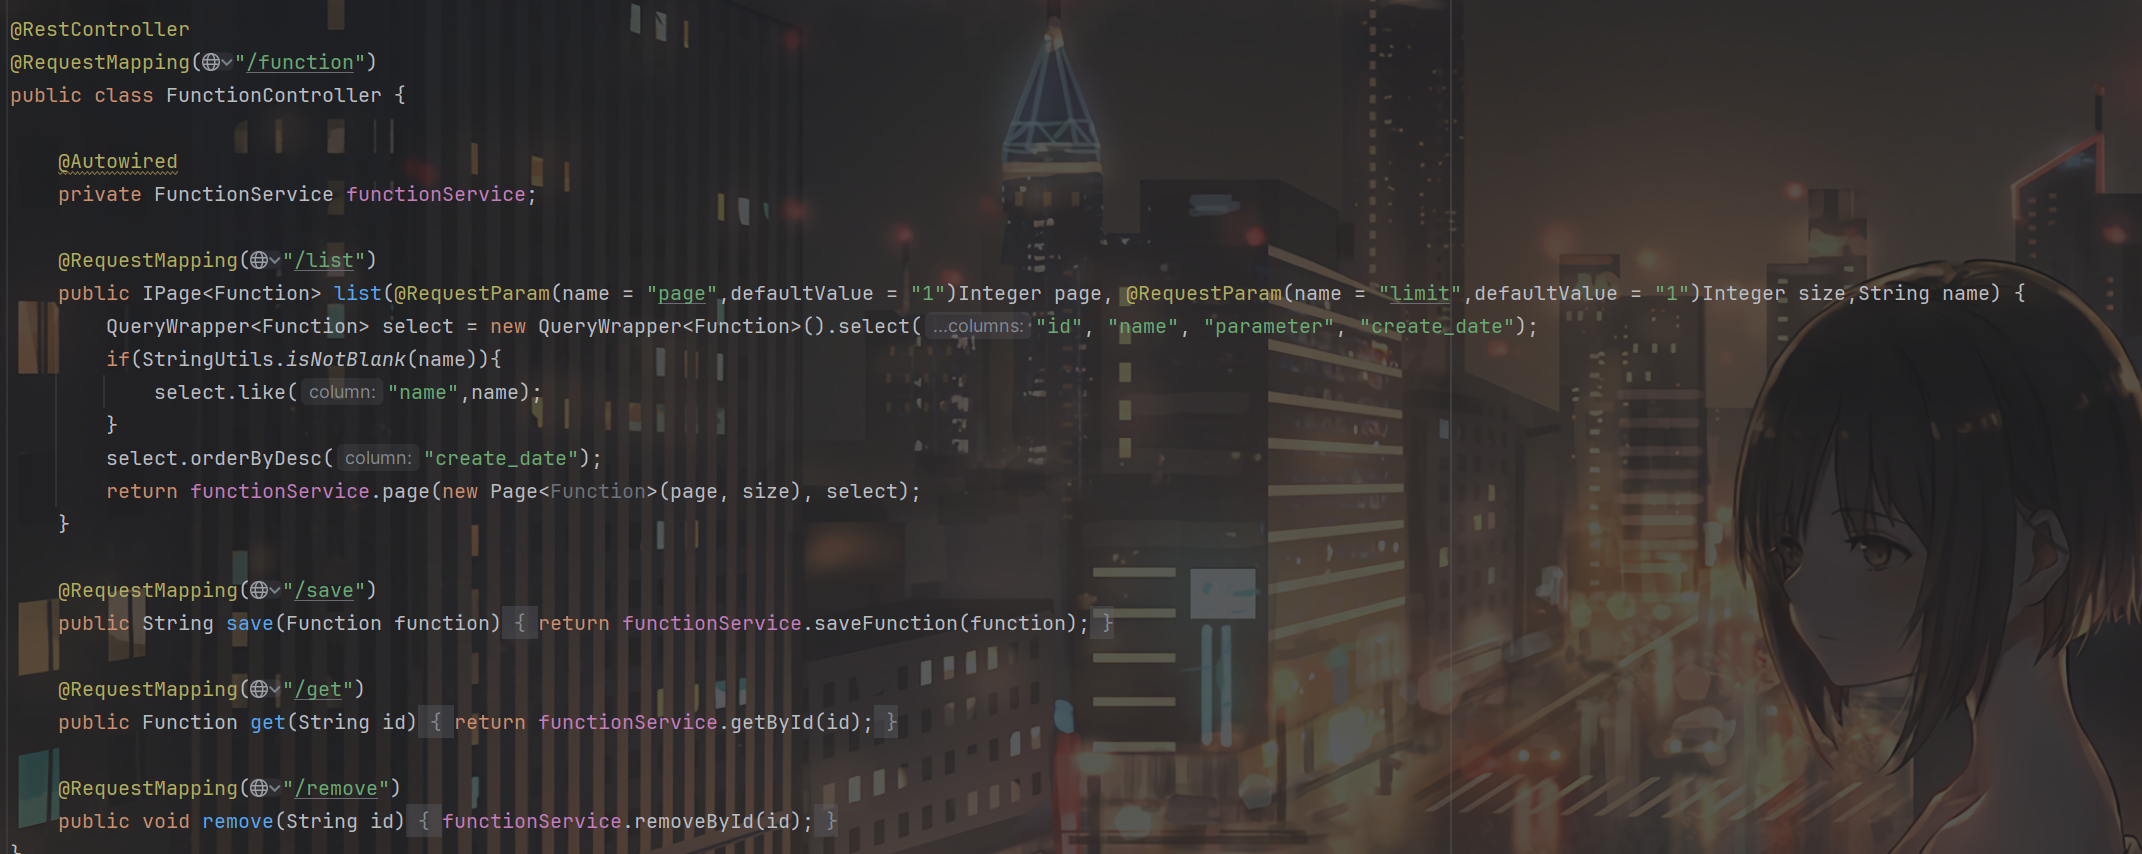 @RestController
@RequestMapping("/function")
public class FunctionController {
@Autowired
private FunctionService functionService;
@RequestMapping("/list")
public IPage<Function> list(@RequestParam(name = "page",defaultValue = "1")Integer page, @RequestParam(name = "limit",defaultValue = "1")Integer size,String name) {
QueryWrapper<Function> select = new QueryWrapper<Function>().select( ...columns: "id", "name", "parameter", "create_date");
if(StringUtils.isNotBlank(name)){
select.like( column: "name",name);
}
select.orderByDesc( column: "create_date");
return functionService.page(new Page<Function>(page, size), select);
}
@RequestMapping("/save")
public String save(Function function) { return functionService.saveFunction(function); }
@RequestMapping("/get")
public Function get(String id) { return functionService.getById(id); }
@RequestMapping("/remove")
public void remove(String id) { functionService.removeById(id); }
}